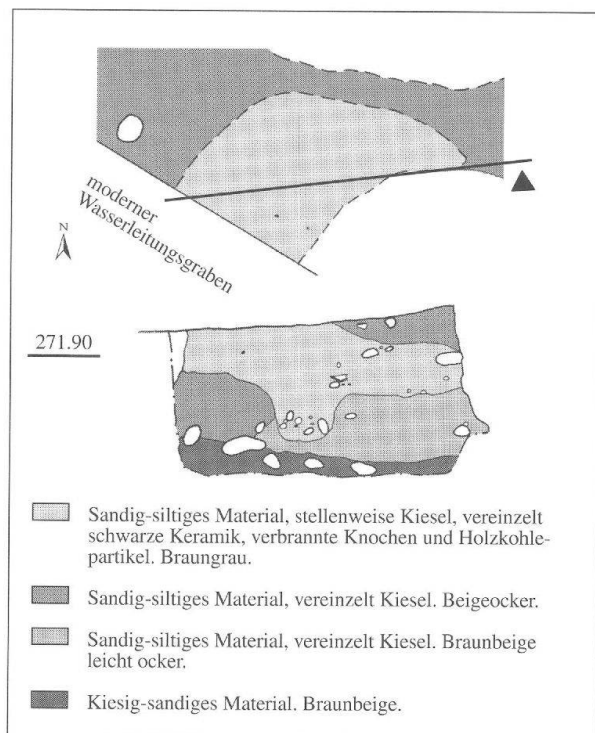 moderner
Wasserleitungsgraben
N
271.90
Sandig-siltiges Material, stellenweise Kiesel, vereinzelt
schwarze Keramik, verbrannte Knochen und Holzkohle-
partikel. Braungrau.
Sandig-siltiges Material, vereinzelt Kiesel. Beigeocker.
Sandig-siltiges Material, vereinzelt Kiesel. Braunbeige
leicht ocker.
Kiesig-sandiges Material. Braunbeige.